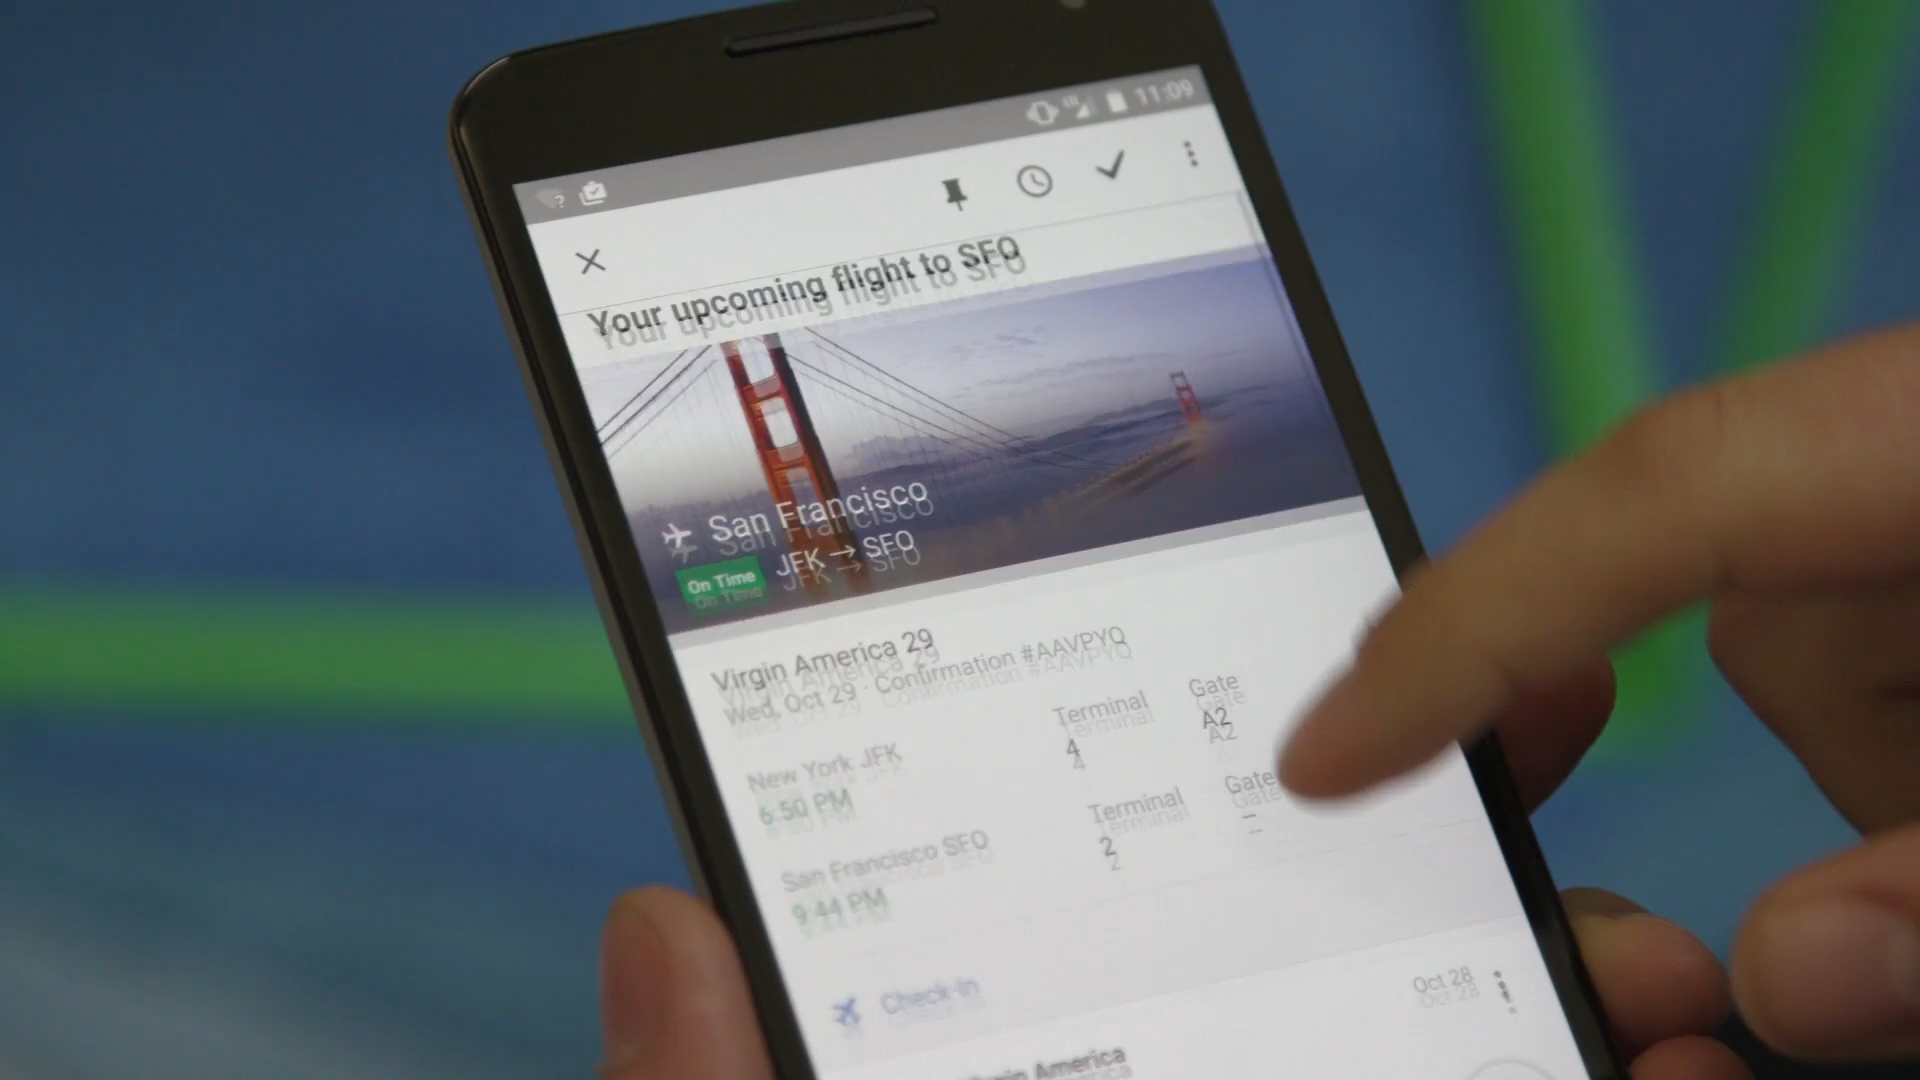 11:09
Your upcoming flight to SFO
San Francisco
On Time JFK → SFO
Virgin America 29
Wed, Oct 29 · Confirmation #AAVPYQ
New York JFK Terminal Gate
6:50 PM 4 A2
San Francisco SFO Terminal Gate
9:44 PM 2 –
Check-in
Oct 28
America